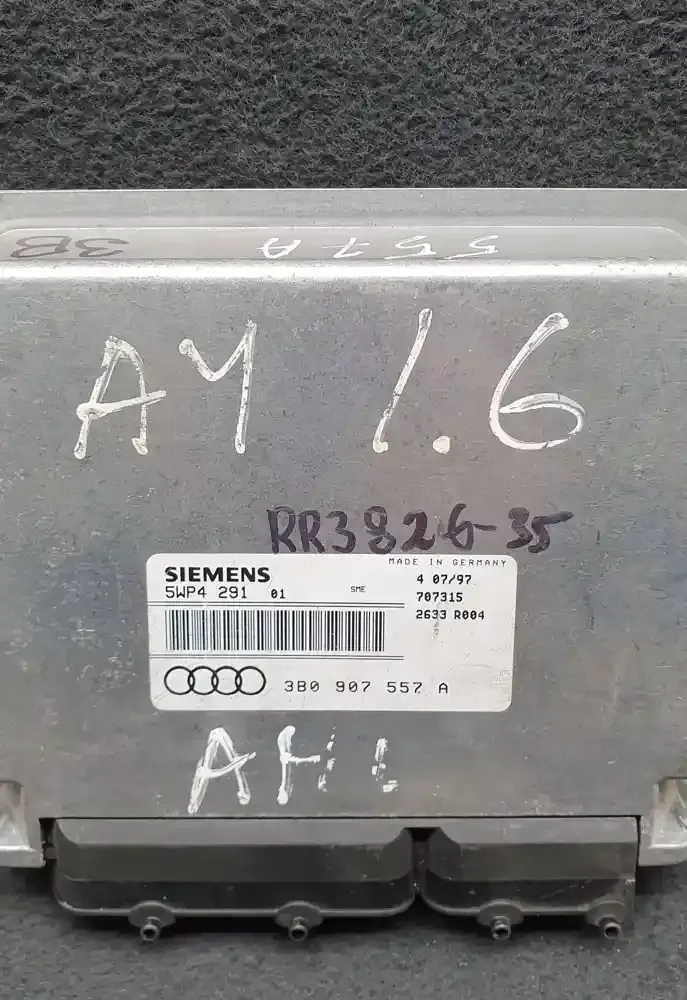 3B 557A
A4 1.6
RR3826-35
MADE IN GERMANY
SIEMENS
5WP4 291 01 SME
4 07/97
707315
2633 R004
3B0 907 557 A
AHL